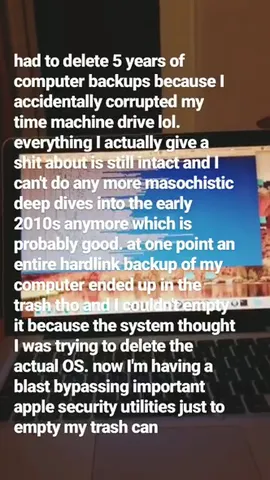 had to delete 5 years of
computer backups because I
accidentally corrupted my
time machine drive lol.
everything I actually give a
shit about is still intact and I
can't do any more masochistic
deep dives into the early
2010s anymore which is
probably good. at one point an
entire hardlink backup of my
computer ended up in the
trash tho and I couldn't empty
it because the system thought
I was trying to delete the
actual OS. now I'm having a
blast bypassing important
apple security utilities just to
empty my trash can